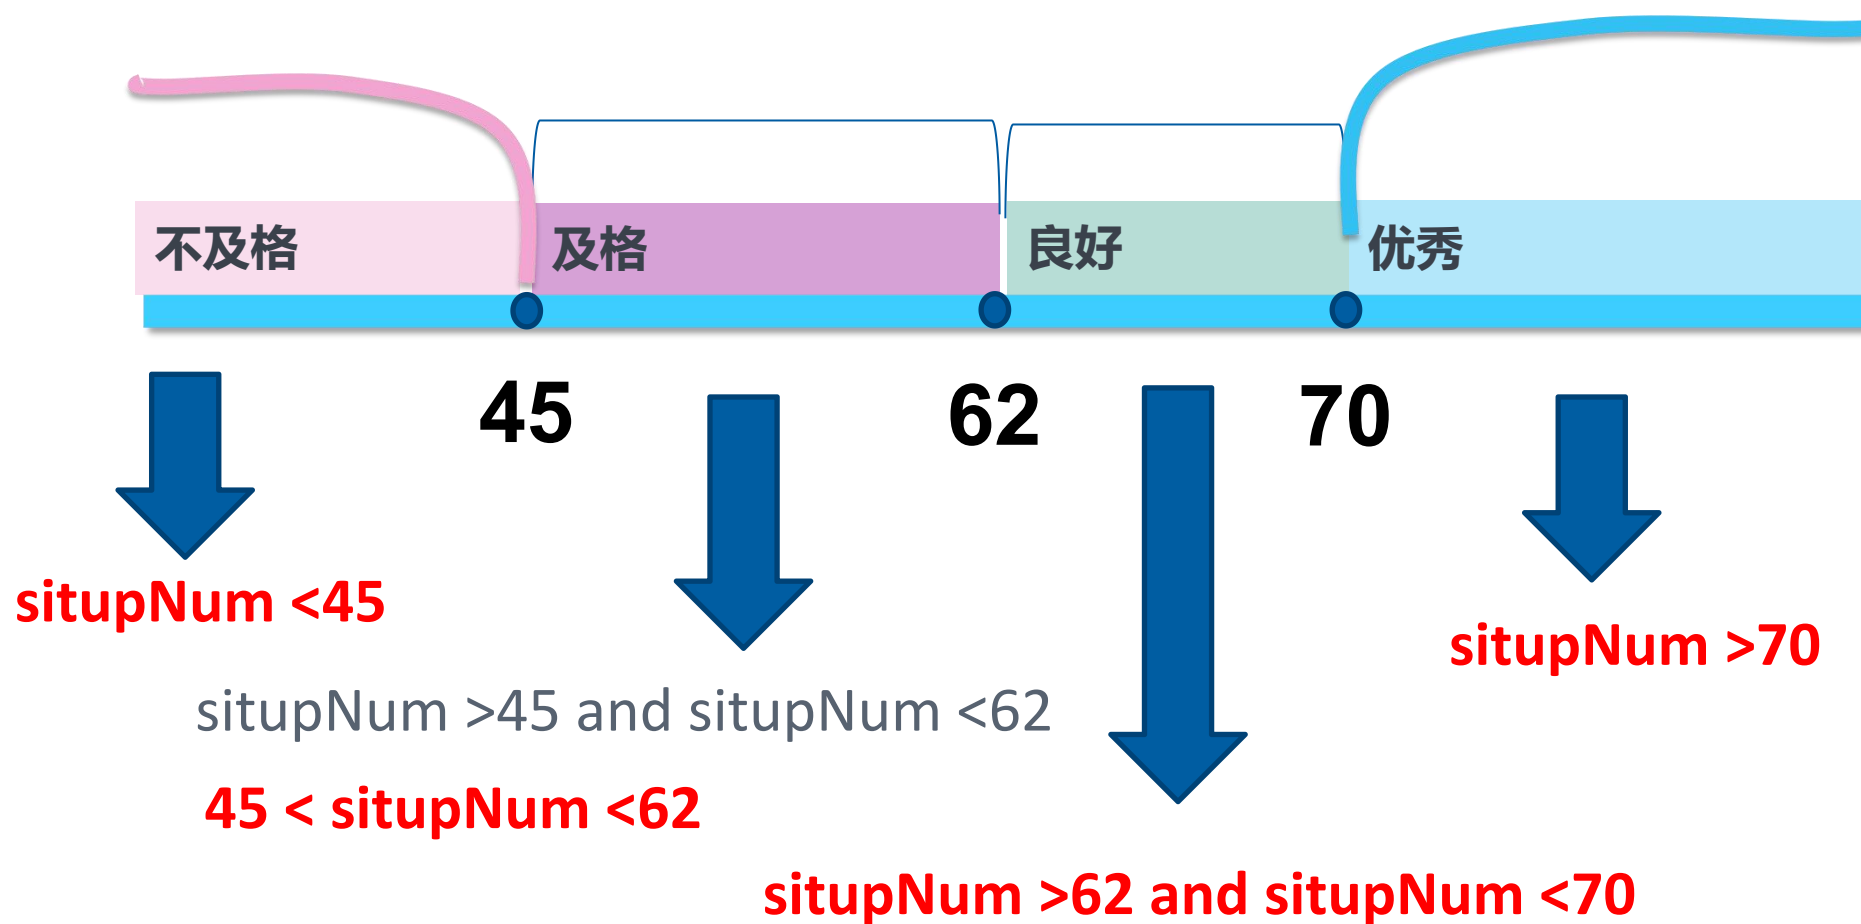 不及格 及格 良好 优秀
45 62 70
situpNum <45
situpNum >70
situpNum >45 and situpNum <62
45 < situpNum <62
situpNum >62 and situpNum <70